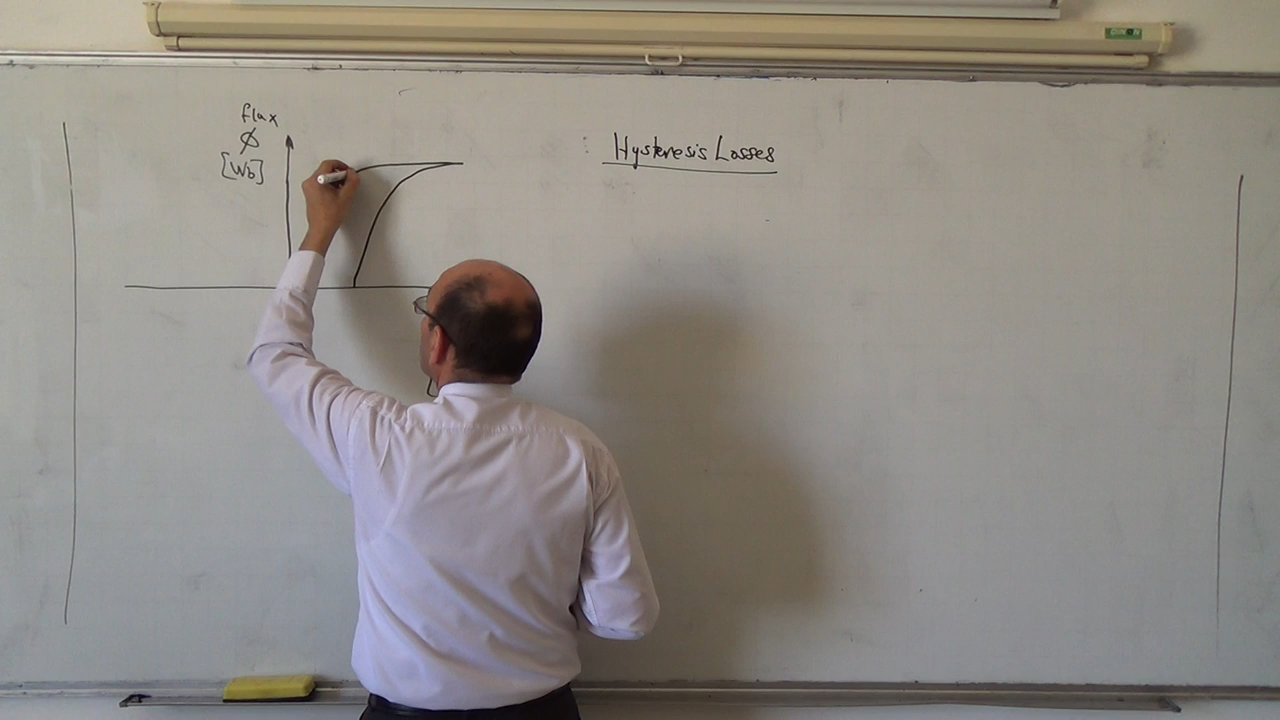 flux
Φ
[Wb]
Hysteresis Losses